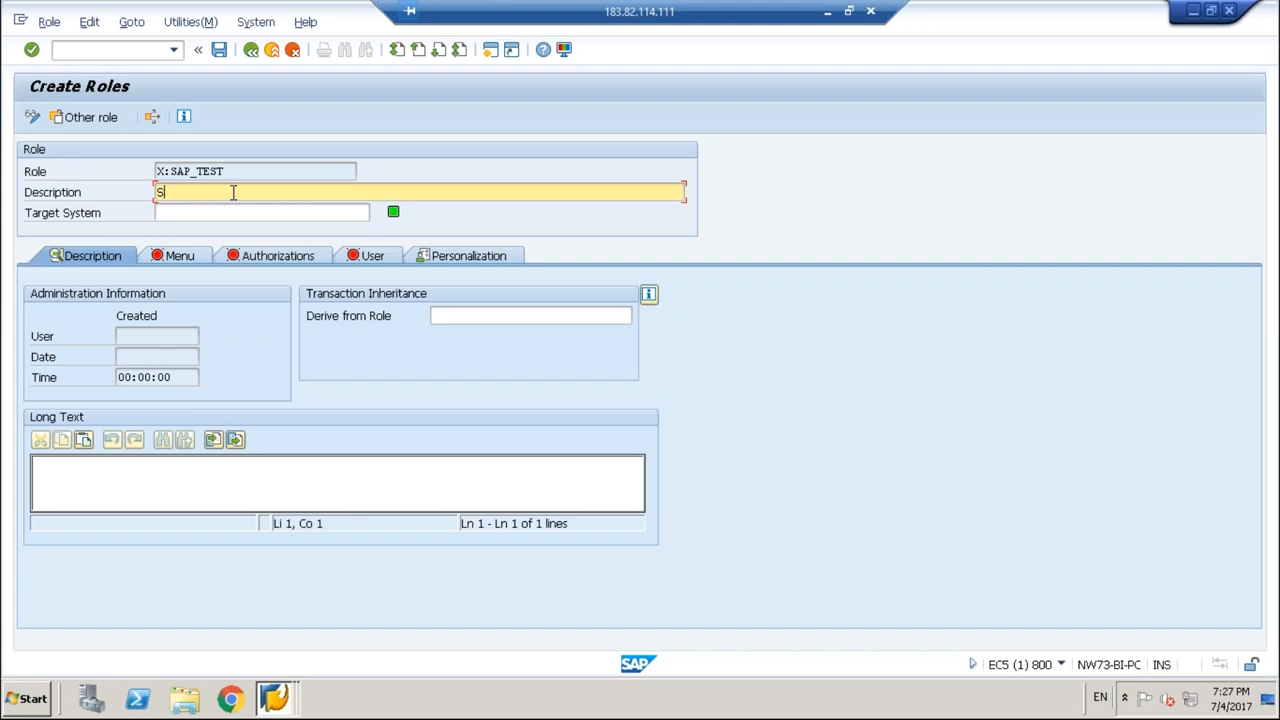 183.82.114.111
Role Edit Goto Utilities(M) System Help
Create Roles
Other role
Role
Role X:SAP_TEST
Description S
Target System
Description Menu Authorizations User Personalization
Administration Information
Created
User
Date
Time 00:00:00
Transaction Inheritance
Derive from Role
Long Text
Li 1, Co 1 Ln 1 - Ln 1 of 1 lines
SAP
EC5 (1) 800 NW73-BI-PC INS
Start
EN
7:27 PM
7/4/2017